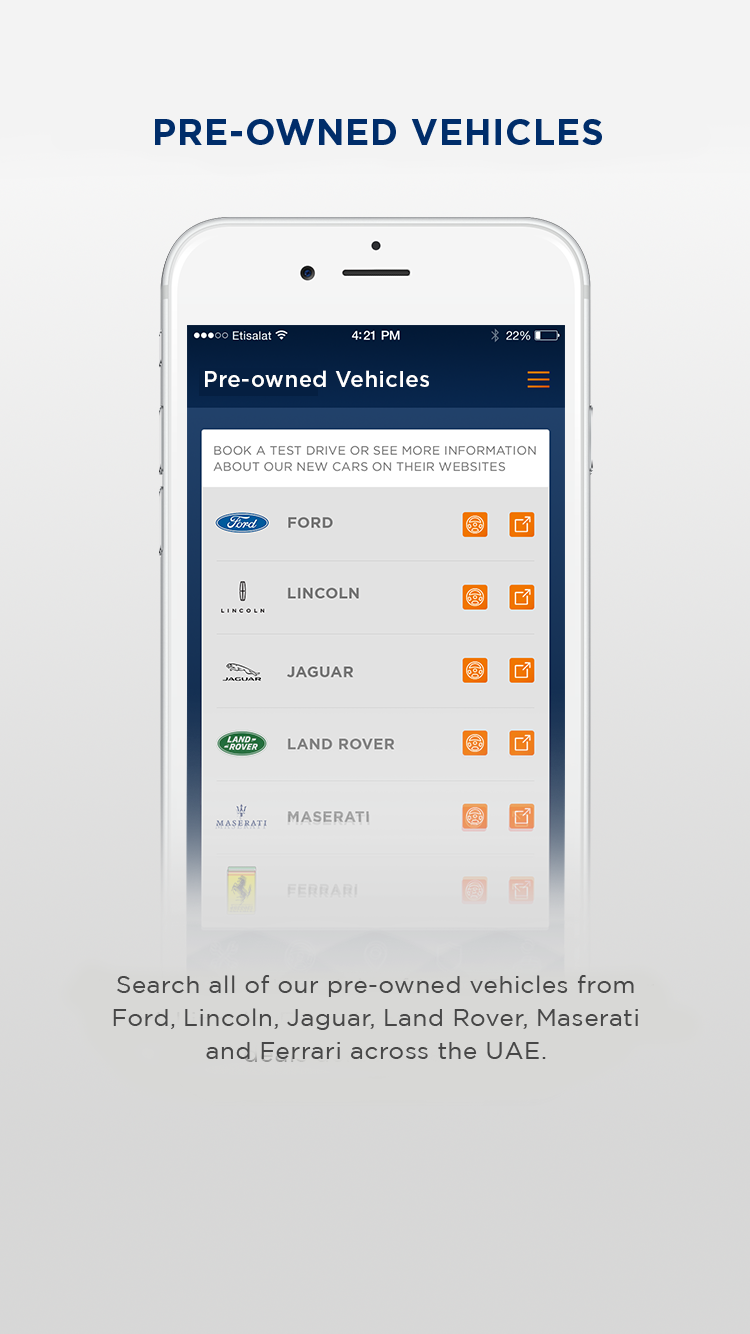 PRE-OWNED VEHICLES
Etisalat 4:21 PM 22%
Pre-owned Vehicles
BOOK A TEST DRIVE OR SEE MORE INFORMATION
ABOUT OUR NEW CARS ON THEIR WEBSITES
Ford FORD
LINCOLN LINCOLN
JAGUAR JAGUAR
LAND-
-ROVER LAND ROVER
MASERATI MASERATI
FERRARI
Search all of our pre-owned vehicles from
Ford, Lincoln, Jaguar, Land Rover, Maserati
and Ferrari across the UAE.